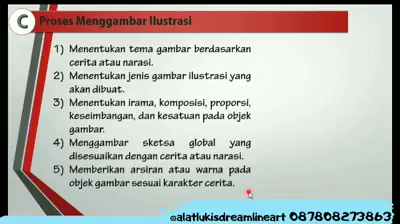 C Proses Menggambar Ilustrasi
1) Menentukan tema gambar berdasarkan
cerita atau narasi.
2) Menentukan jenis gambar ilustrasi yang
akan dibuat.
3) Menentukan irama, komposisi, proporsi,
keseimbangan, dan kesatuan pada objek
gambar.
4) Menggambar sketsa global yang
disesuaikan dengan cerita atau narasi.
5) Memberikan arsiran atau warna pada
objek gambar sesuai karakter cerita.
@alatlukisdreamlineart 087808273863